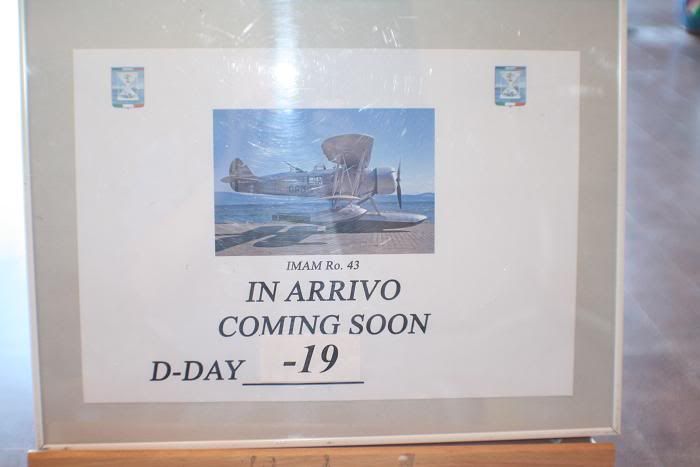 IMAM Ro. 43
IN ARRIVO
COMING SOON
D-DAY -19